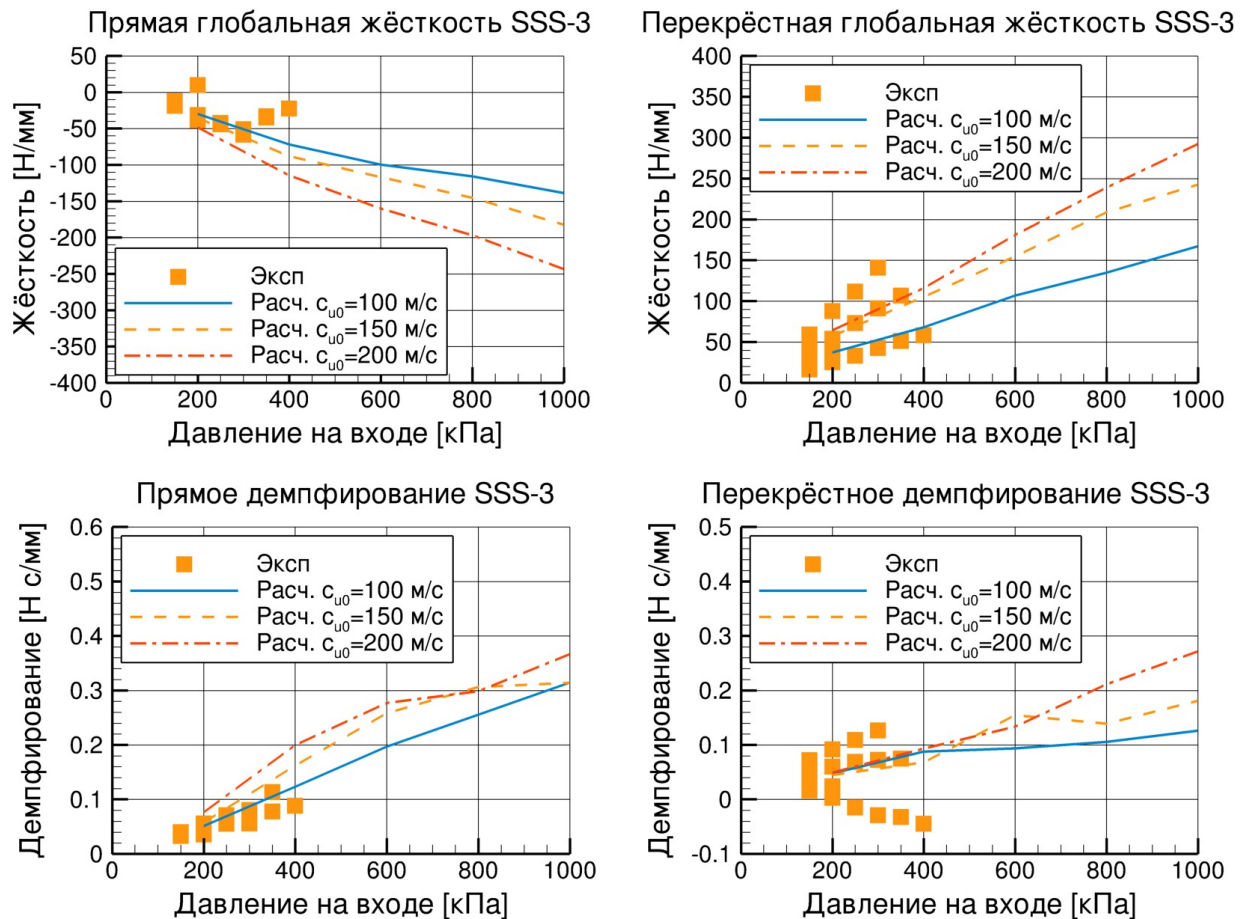 Прямая глобальная жёсткость SSS-3
Жёсткость [Н/мм]
50
0
-50
-100
-150
-200
-250
-300
-350
-400
Эксп
Расч. cu0=100 м/с
Расч. cu0=150 м/с
Расч. cu0=200 м/с
0 200 400 600 800 1000
Давление на входе [кПа]
Перекрёстная глобальная жёсткость SSS-3
Жёсткость [Н/мм]
400
350
300
250
200
150
100
50
0
Эксп
Расч. cu0=100 м/с
Расч. cu0=150 м/с
Расч. cu0=200 м/с
0 200 400 600 800 1000
Давление на входе [кПа]
Прямое демпфирование SSS-3
Демпфирование [Н с/мм]
0.6
0.5
0.4
0.3
0.2
0.1
0
Эксп
Расч. cu0=100 м/с
Расч. cu0=150 м/с
Расч. cu0=200 м/с
0 200 400 600 800 1000
Давление на входе [кПа]
Перекрёстное демпфирование SSS-3
Демпфирование [Н с/мм]
0.5
0.4
0.3
0.2
0.1
0
-0.1
Эксп
Расч. cu0=100 м/с
Расч. cu0=150 м/с
Расч. cu0=200 м/с
0 200 400 600 800 1000
Давление на входе [кПа]